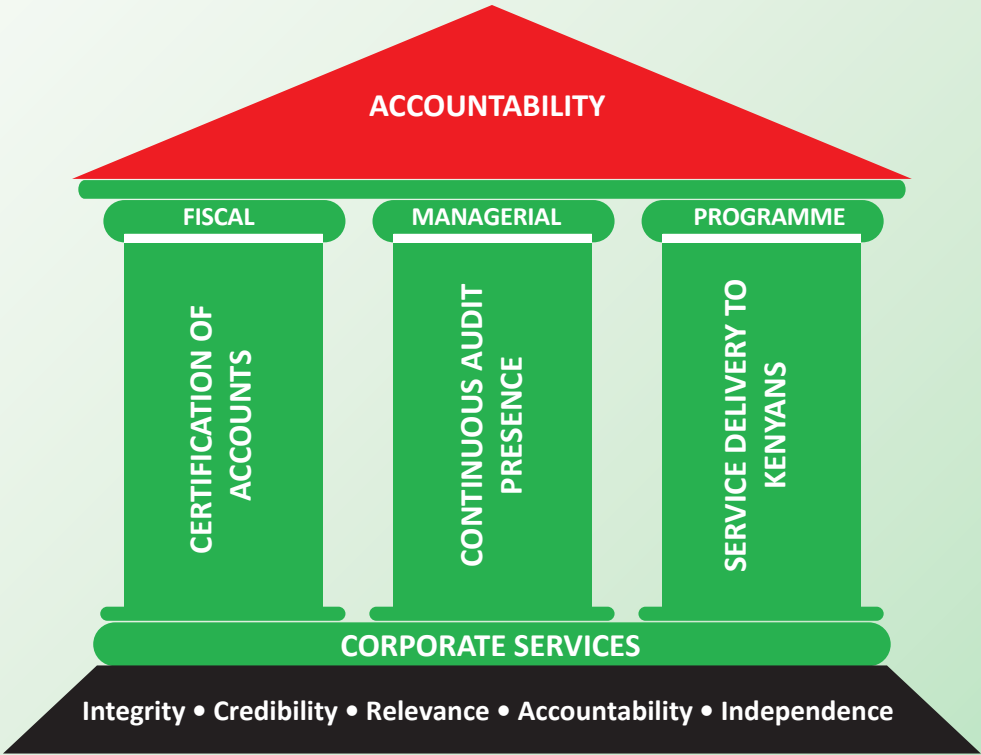 ACCOUNTABILITY
FISCAL
MANAGERIAL
PROGRAMME
CERTIFICATION OF
ACCOUNTS
CONTINUOUS AUDIT
PRESENCE
SERVICE DELIVERY TO
KENYANS
CORPORATE SERVICES
Integrity • Credibility • Relevance • Accountability • Independence